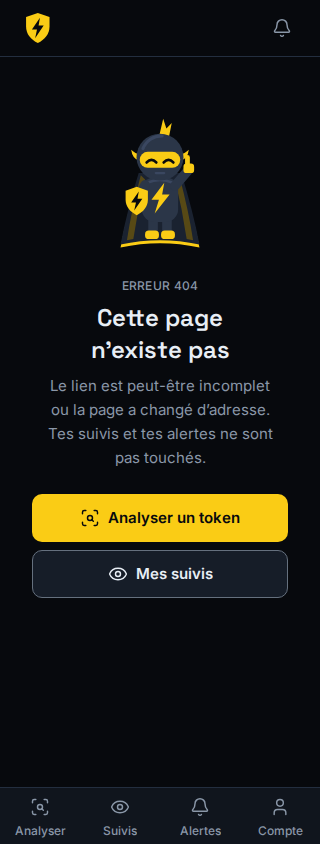 ERREUR 404
Cette page
n’existe pas
Le lien est peut-être incomplet
ou la page a changé d’adresse.
Tes suivis et tes alertes ne sont
pas touchés.
Analyser un token
Mes suivis
Analyser
Suivis
Alertes
Compte